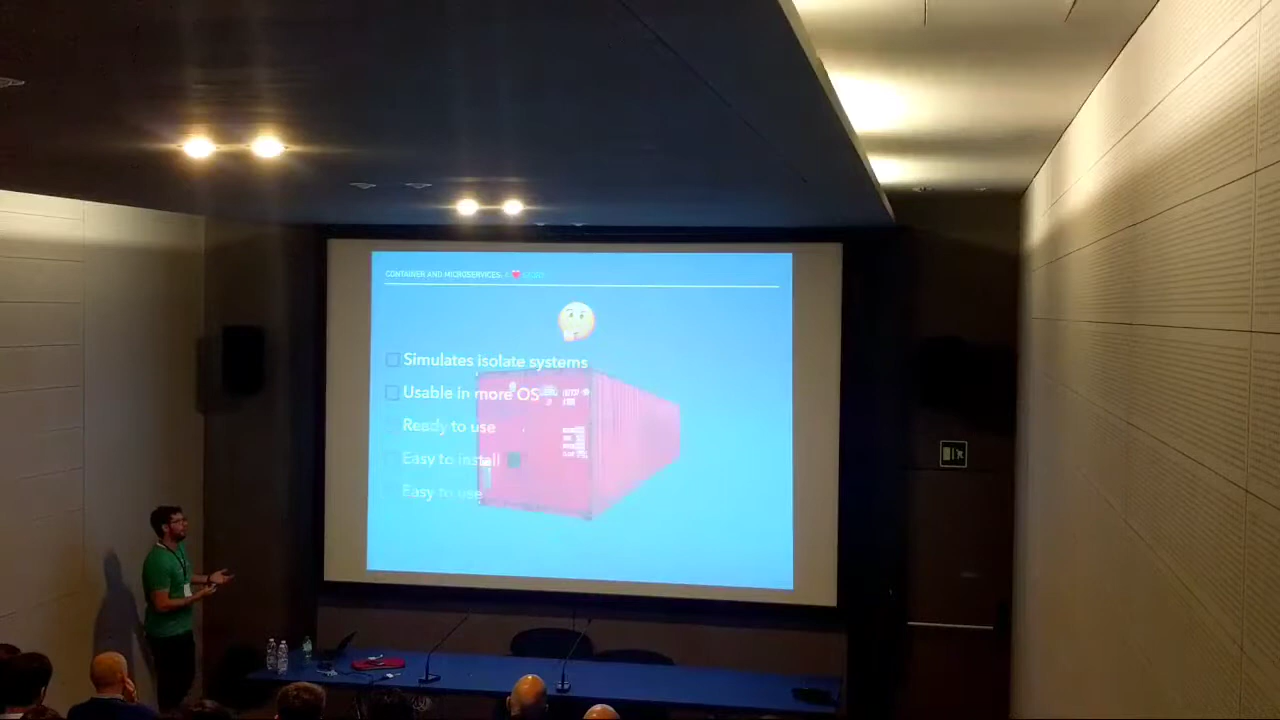 CONTAINER AND MICROSERVICES: A ❤ STORY
Simulates isolate systems
Usable in more OS
Ready to use
Easy to install
Easy to use